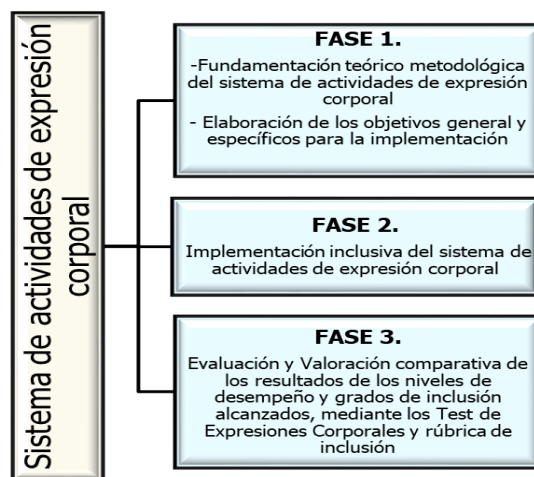 Sistema de actividades de expresión
corporal
FASE 1.
-Fundamentación teórico metodológica
del sistema de actividades de expresión
corporal
- Elaboración de los objetivos general y
específicos para la implementación
FASE 2.
Implementación inclusiva del sistema de
actividades de expresión corporal
FASE 3.
Evaluación y Valoración comparativa de
los resultados de los niveles de
desempeño y grados de inclusión
alcanzados, mediante los Test de
Expresiones Corporales y rúbrica de
inclusión